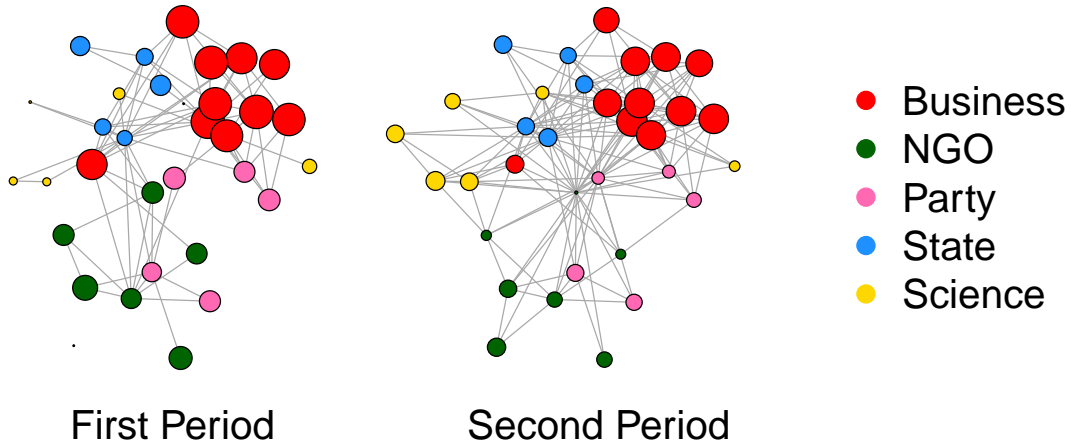 Business
NGO
Party
State
Science
First Period
Second Period